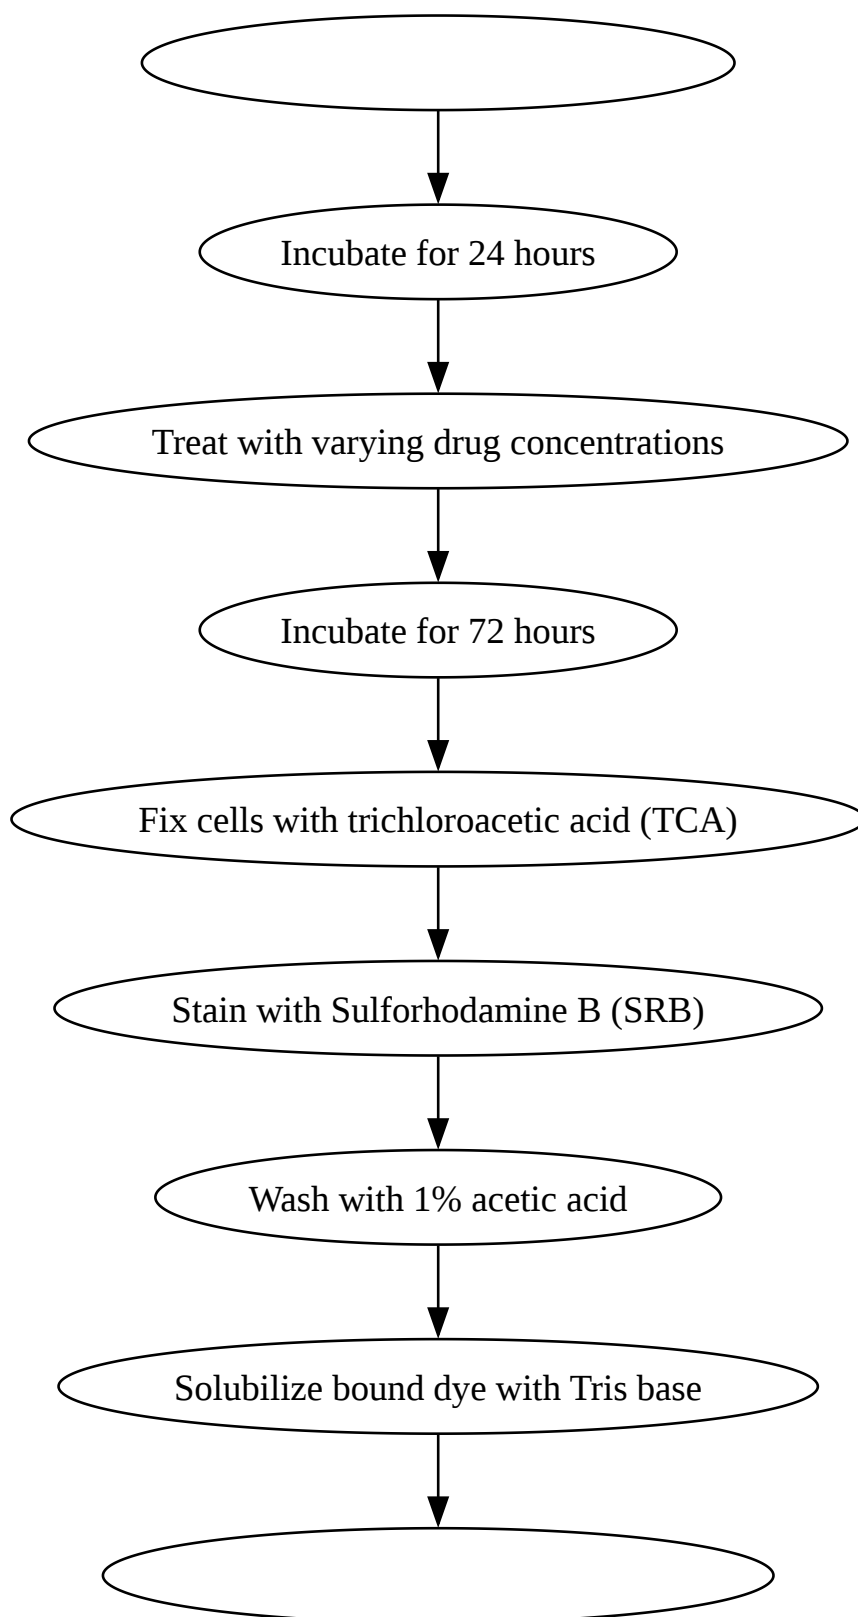 Incubate for 24 hours
Treat with varying drug concentrations
Incubate for 72 hours
Fix cells with trichloroacetic acid (TCA)
Stain with Sulforhodamine B (SRB)
Wash with 1% acetic acid
Solubilize bound dye with Tris base